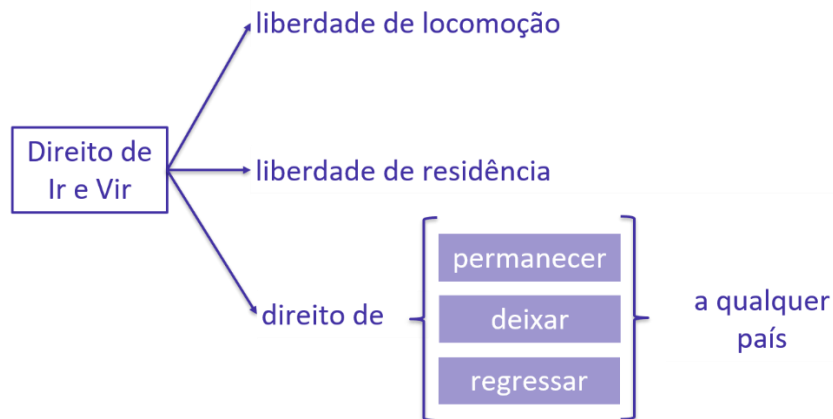 liberdade de locomoção
Direito de
Ir e Vir
liberdade de residência
direito de
permanecer
deixar
regressar
a qualquer
país